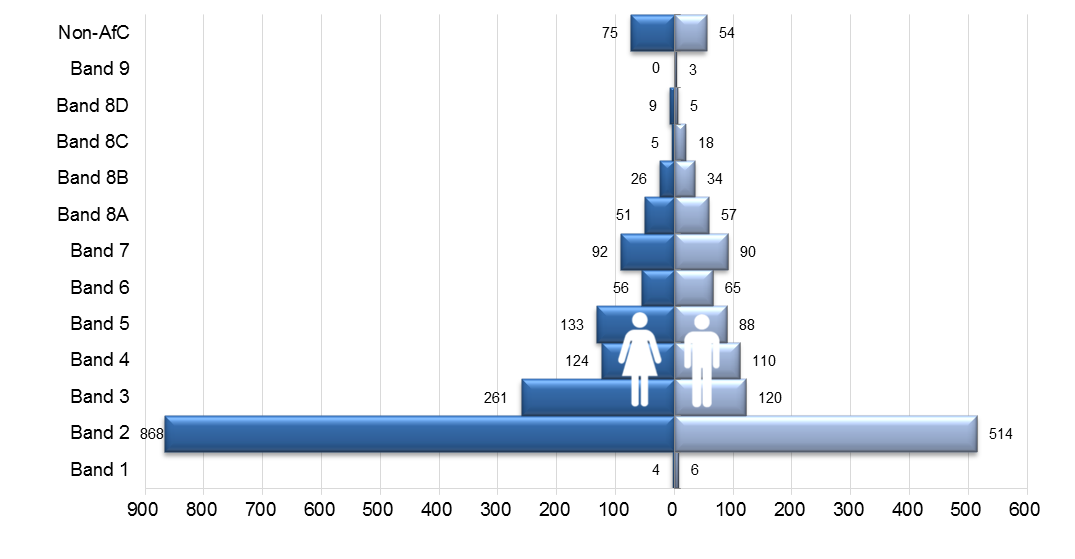 Non-AfC 75 54
Band 9 0 3
Band 8D 9 5
Band 8C 5 18
Band 8B 26 34
Band 8A 51 57
Band 7 92 90
Band 6 56 65
Band 5 133 88
Band 4 124 110
Band 3 261 120
Band 2 868 514
Band 1 4 6
900 800 700 600 500 400 300 200 100 0 100 200 300 400 500 600